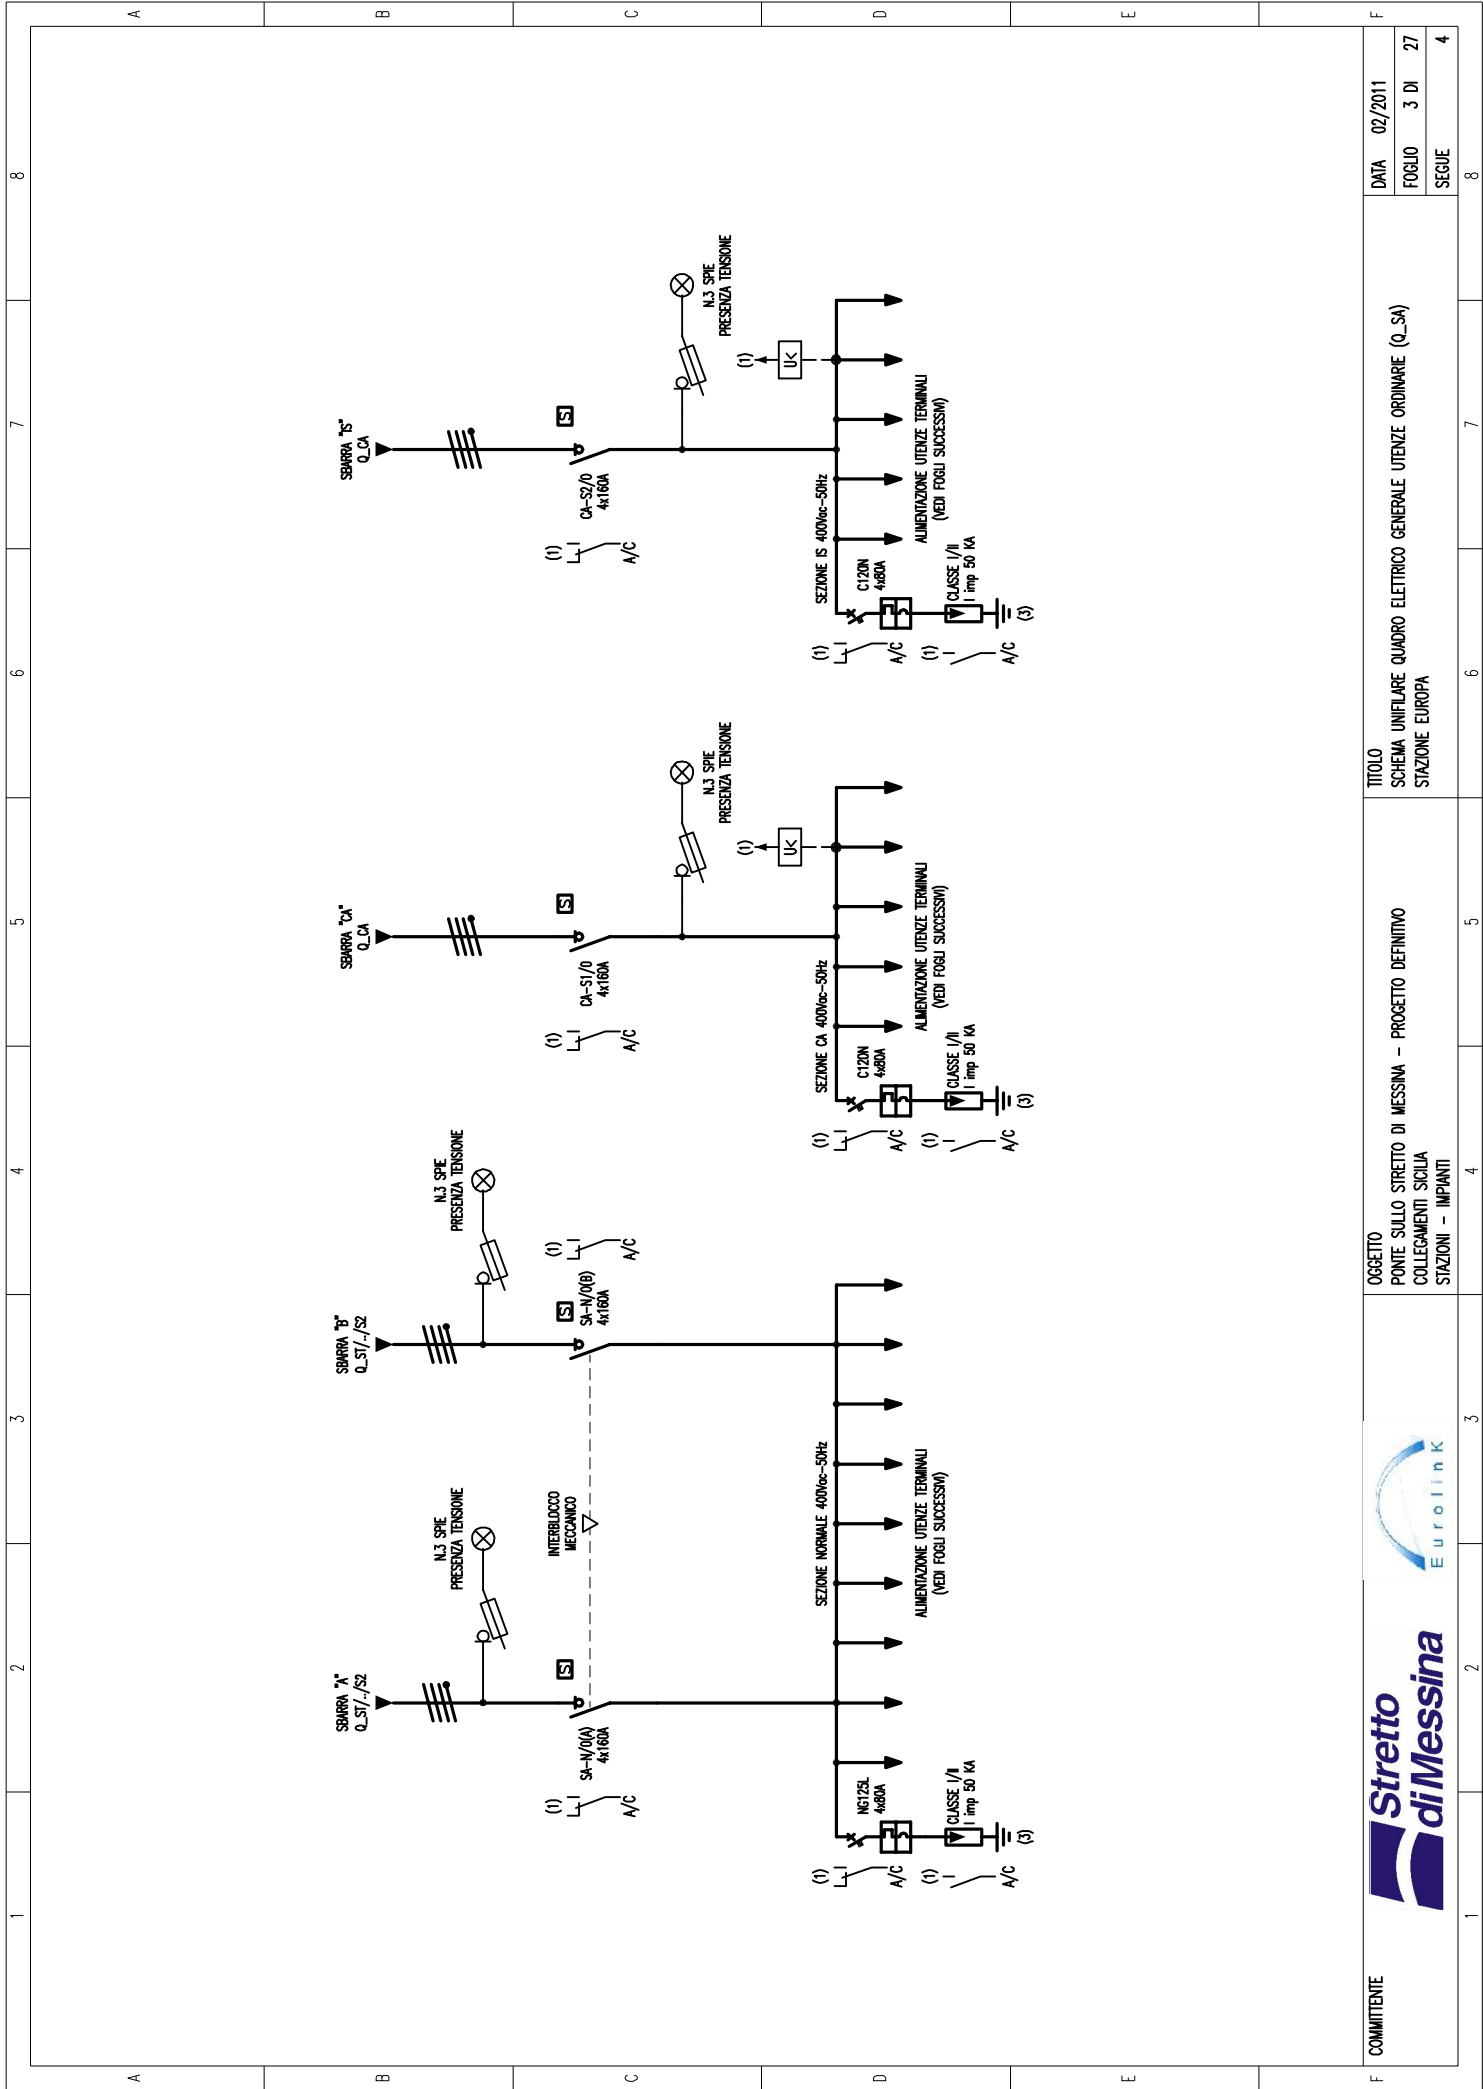 1 2 3 4 5 6 7 8
A
B
C
D
E
F
SBARRA "A"
Q_ST/../S2
N.3 SPIE
PRESENZA TENSIONE
SBARRA "B"
Q_ST/../S2
N.3 SPIE
PRESENZA TENSIONE
SBARRA "CA"
Q_CA
SBARRA "IS"
Q_CA
(1)
A/C
SA-N/0(A)
4x160A
S
INTERBLOCCO
MECCANICO
S
SA-N/0(B)
4x160A
(1)
A/C
(1)
A/C
CA-S1/0
4x160A
S
N.3 SPIE
PRESENZA TENSIONE
(1)
U<
(1)
A/C
CA-S2/0
4x160A
S
N.3 SPIE
PRESENZA TENSIONE
(1)
U<
SEZIONE NORMALE 400Vac-50Hz
(1)
A/C
NG125L
4x80A
ALIMENTAZIONE UTENZE TERMINALI
(VEDI FOGLI SUCCESSIVI)
(1)
A/C
CLASSE I/II
I imp 50 KA
(3)
SEZIONE CA 400Vac-50Hz
(1)
A/C
C120N
4x80A
ALIMENTAZIONE UTENZE TERMINALI
(VEDI FOGLI SUCCESSIVI)
(1)
A/C
CLASSE I/II
I imp 50 KA
(3)
SEZIONE IS 400Vac-50Hz
(1)
A/C
C120N
4x80A
ALIMENTAZIONE UTENZE TERMINALI
(VEDI FOGLI SUCCESSIVI)
(1)
A/C
CLASSE I/II
I imp 50 KA
(3)
COMMITTENTE
Stretto
di Messina
EurolinK
OGGETTO
PONTE SULLO STRETTO DI MESSINA - PROGETTO DEFINITIVO
COLLEGAMENTI SICILIA
STAZIONI - IMPIANTI
TITOLO
SCHEMA UNIFILARE QUADRO ELETTRICO GENERALE UTENZE ORDINARIE (Q_SA)
STAZIONE EUROPA
DATA 02/2011
FOGLIO 3 DI 27
SEGUE 4
A
B
C
D
E
F
1 2 3 4 5 6 7 8